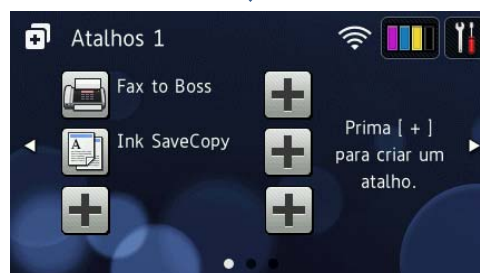 Atalhos 1
Fax to Boss
Ink SaveCopy
Prima [ + ]
para criar um
atalho.